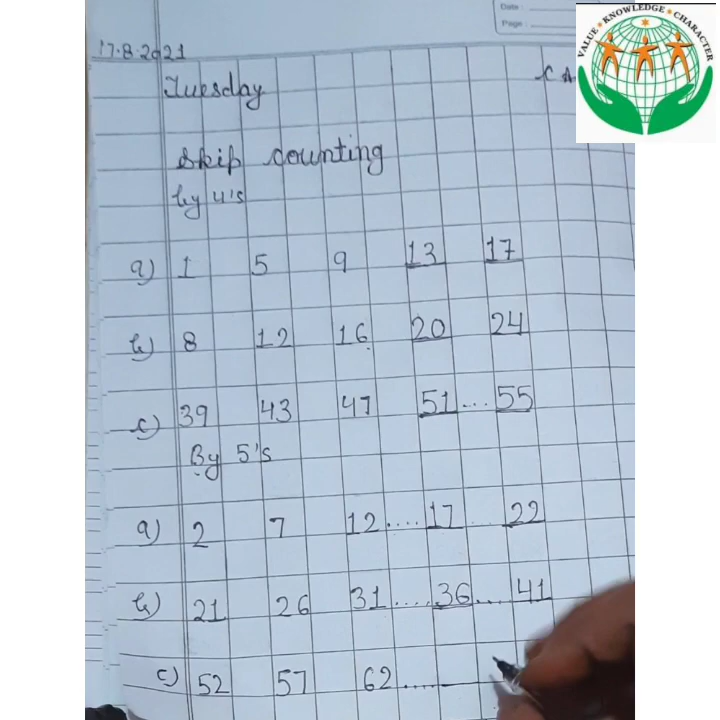 Date :
Page :
VALUE ★ KNOWLEDGE ★ CHARACTER
17.8.2021
Tuesday
skip counting
by 4's
a) 1 5 9 13 17
b) 8 12 16 20 24
c) 39 43 47 51 ... 55
By 5's
a) 2 7 12 .... 17 22
b) 21 26 31 .... 36 ... 41
c) 52 57 62 ....